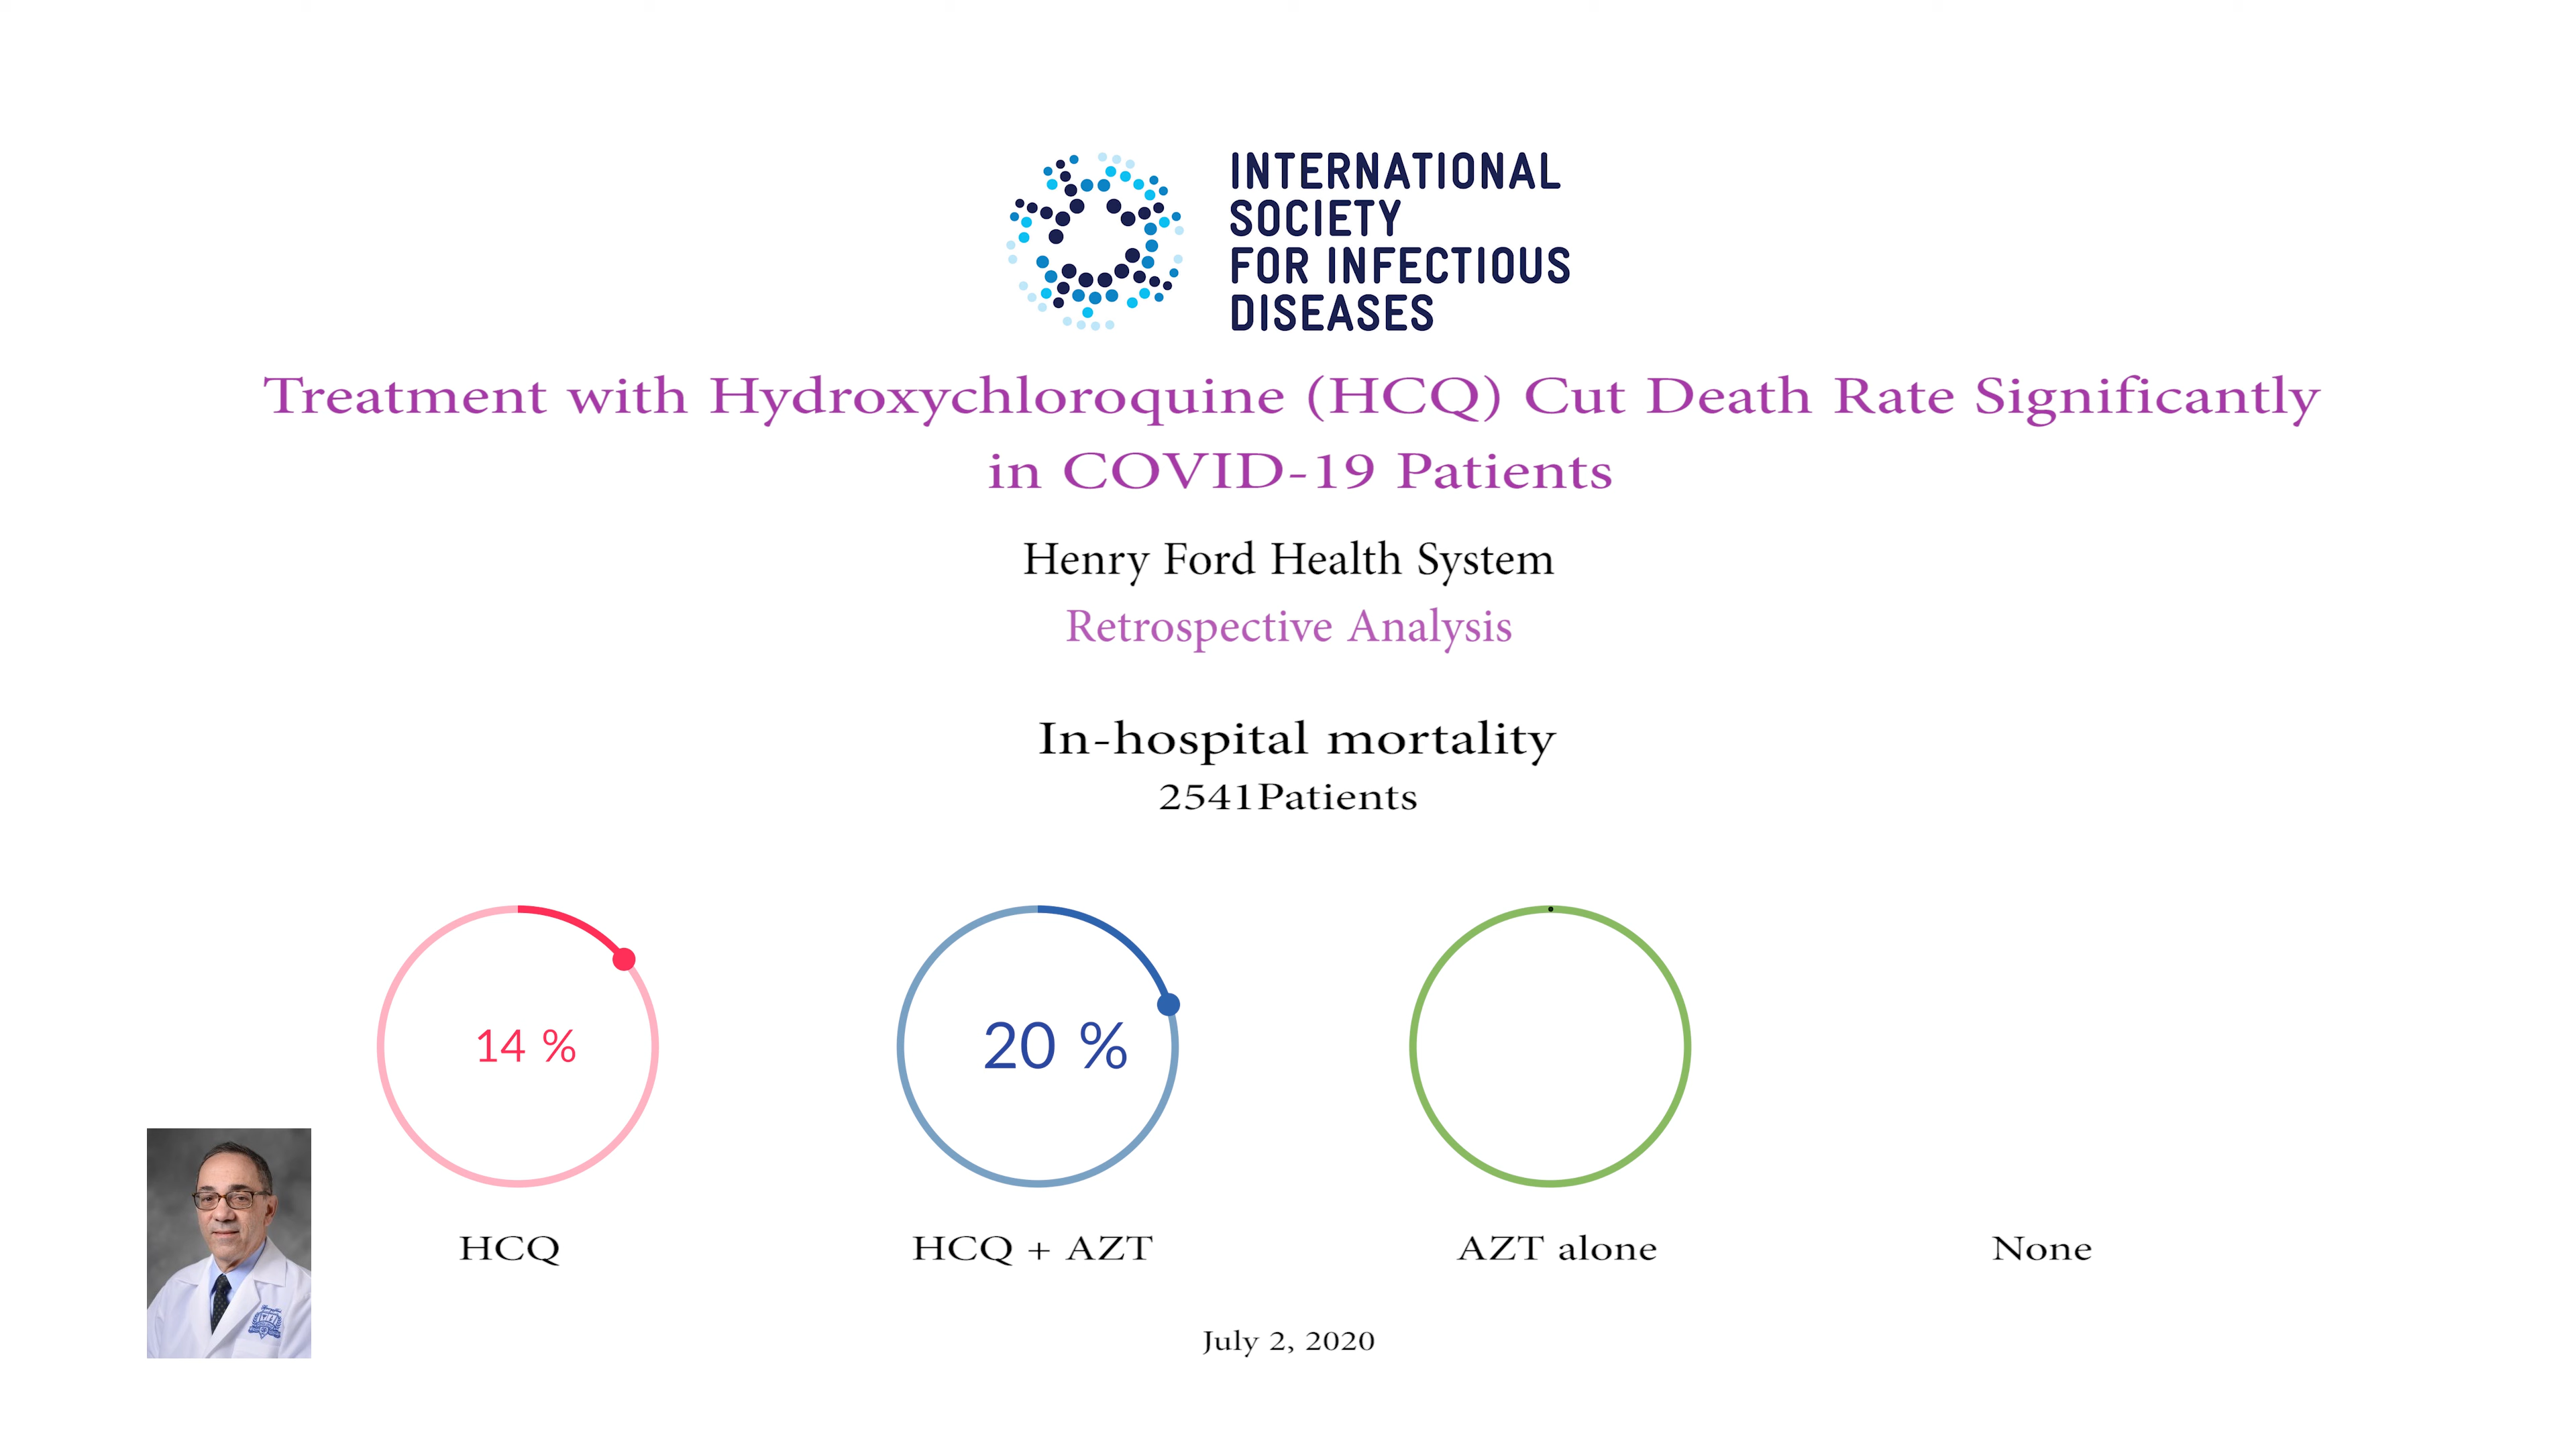 INTERNATIONAL
SOCIETY
FOR INFECTIOUS
DISEASES
Treatment with Hydroxychloroquine (HCQ) Cut Death Rate Significantly
in COVID-19 Patients
Henry Ford Health System
Retrospective Analysis
In-hospital mortality
2541Patients
14 %
20 %
HCQ
HCQ + AZT
AZT alone
None
July 2, 2020